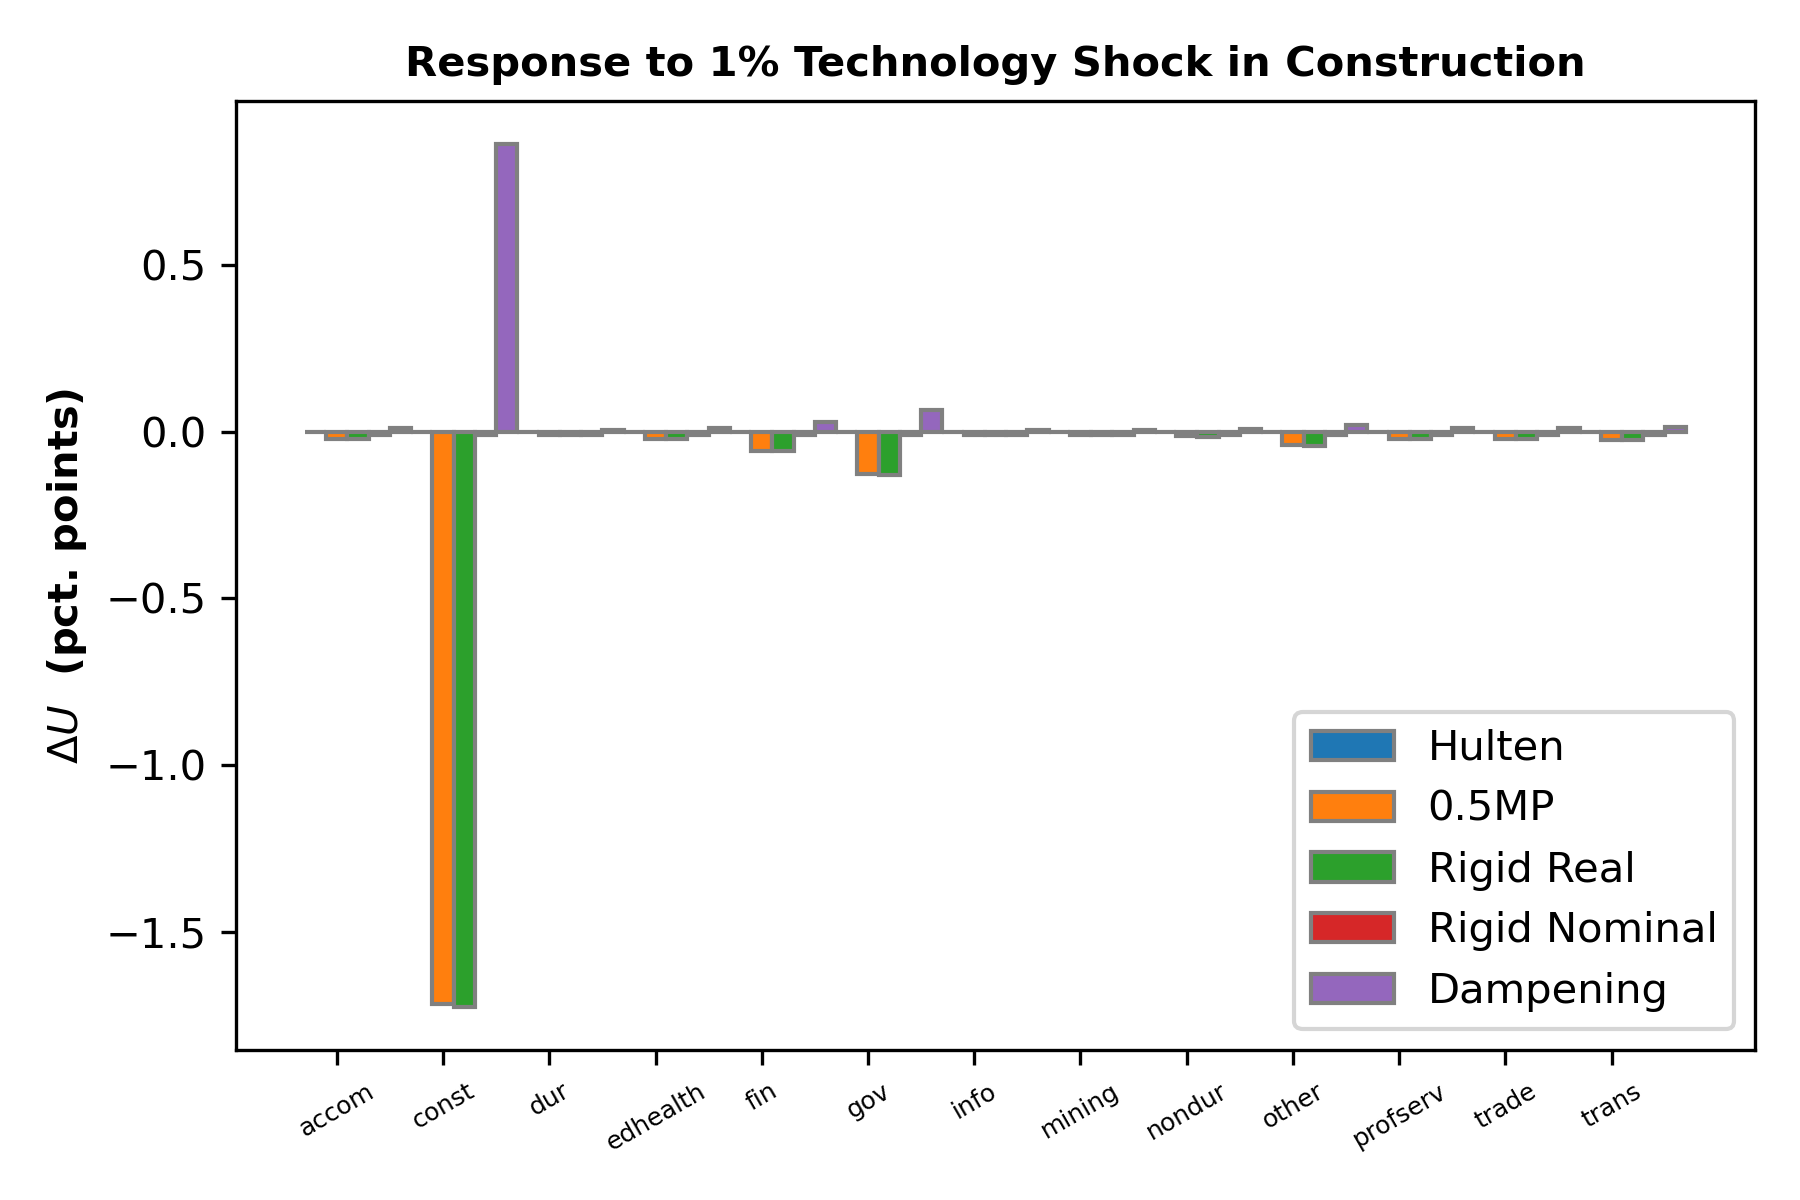 Response to 1% Technology Shock in Construction
ΔU (pct. points)
0.5
0.0
−0.5
−1.0
−1.5
accom
const
dur
edhealth
fin
gov
info
mining
nondur
other
profserv
trade
trans
Hulten
0.5MP
Rigid Real
Rigid Nominal
Dampening